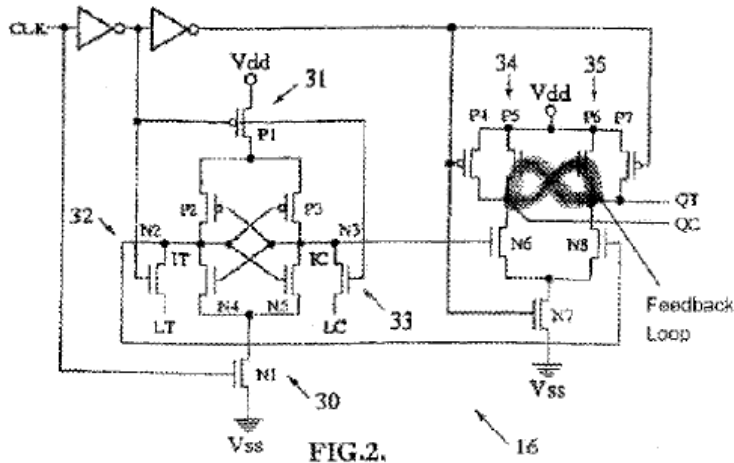 CLK
Vdd
31
P1
34
35
Vdd
P4
P5
P6
P7
32
P2
P3
N2
N3
IT
IC
QT
QC
N6
N8
N4
N5
LT
LC
33
N7
Feedback
Loop
N1
30
Vss
Vss
16
FIG.2.